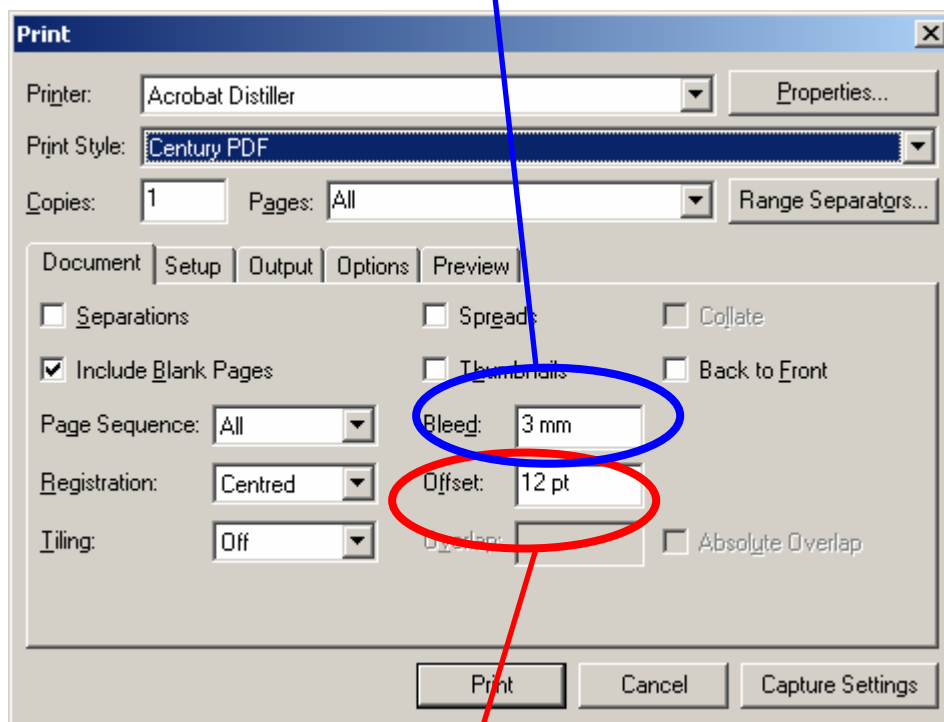 Print
Printer: Acrobat Distiller Properties...
Print Style: Century PDF
Copies: 1 Pages: All Range Separators...
Document Setup Output Options Preview
Separations Spreads Collate
Include Blank Pages Thumbnails Back to Front
Page Sequence: All Bleed: 3 mm
Registration: Centred Offset: 12 pt
Tiling: Off Overlap: Absolute Overlap
Print Cancel Capture Settings